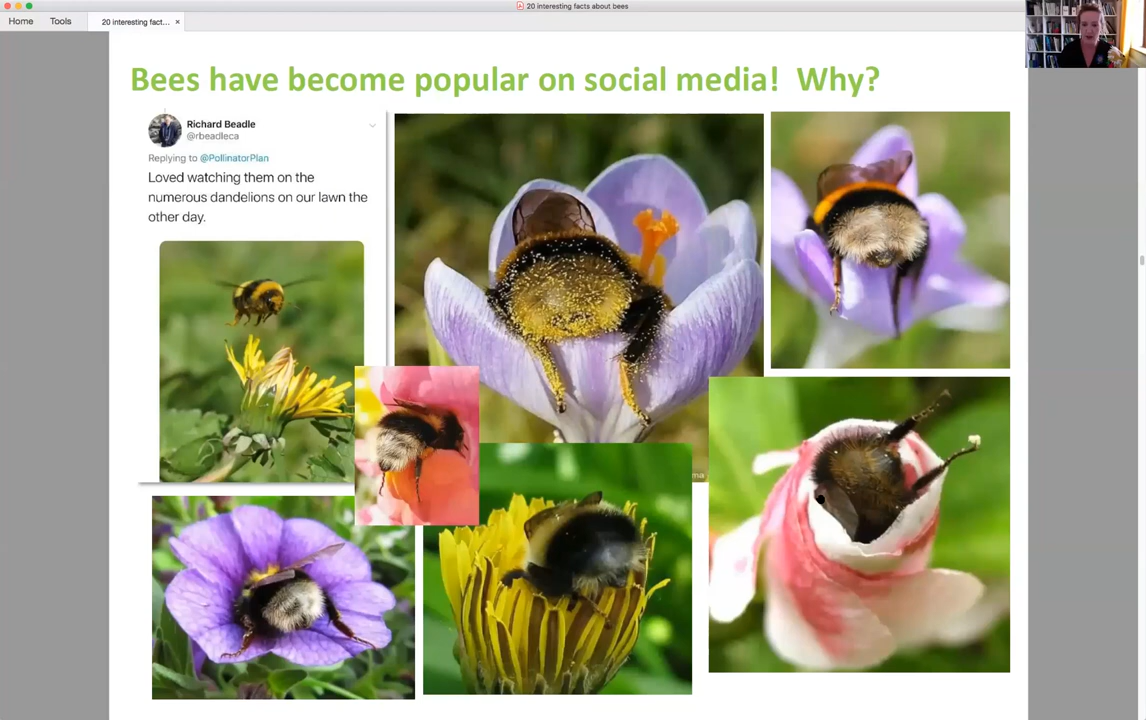 20 interesting facts about bees
Home Tools 20 interesting fact... ×
Bees have become popular on social media! Why?
Richard Beadle
@rbeadleca
Replying to @PollinatorPlan
Loved watching them on the
numerous dandelions on our lawn the
other day.